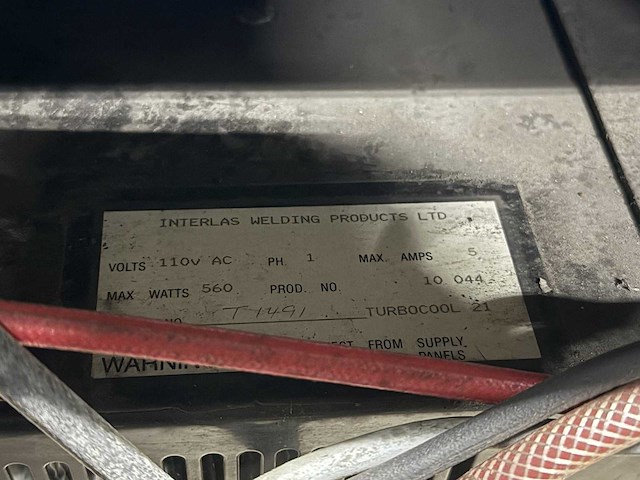 INTERLAS WELDING PRODUCTS LTD
VOLTS 110V AC PH 1 MAX AMPS 5
MAX WATTS 560 PROD. NO. 10 044
NO T1491 TURBOCOOL 21
FROM SUPPLY
PANELS